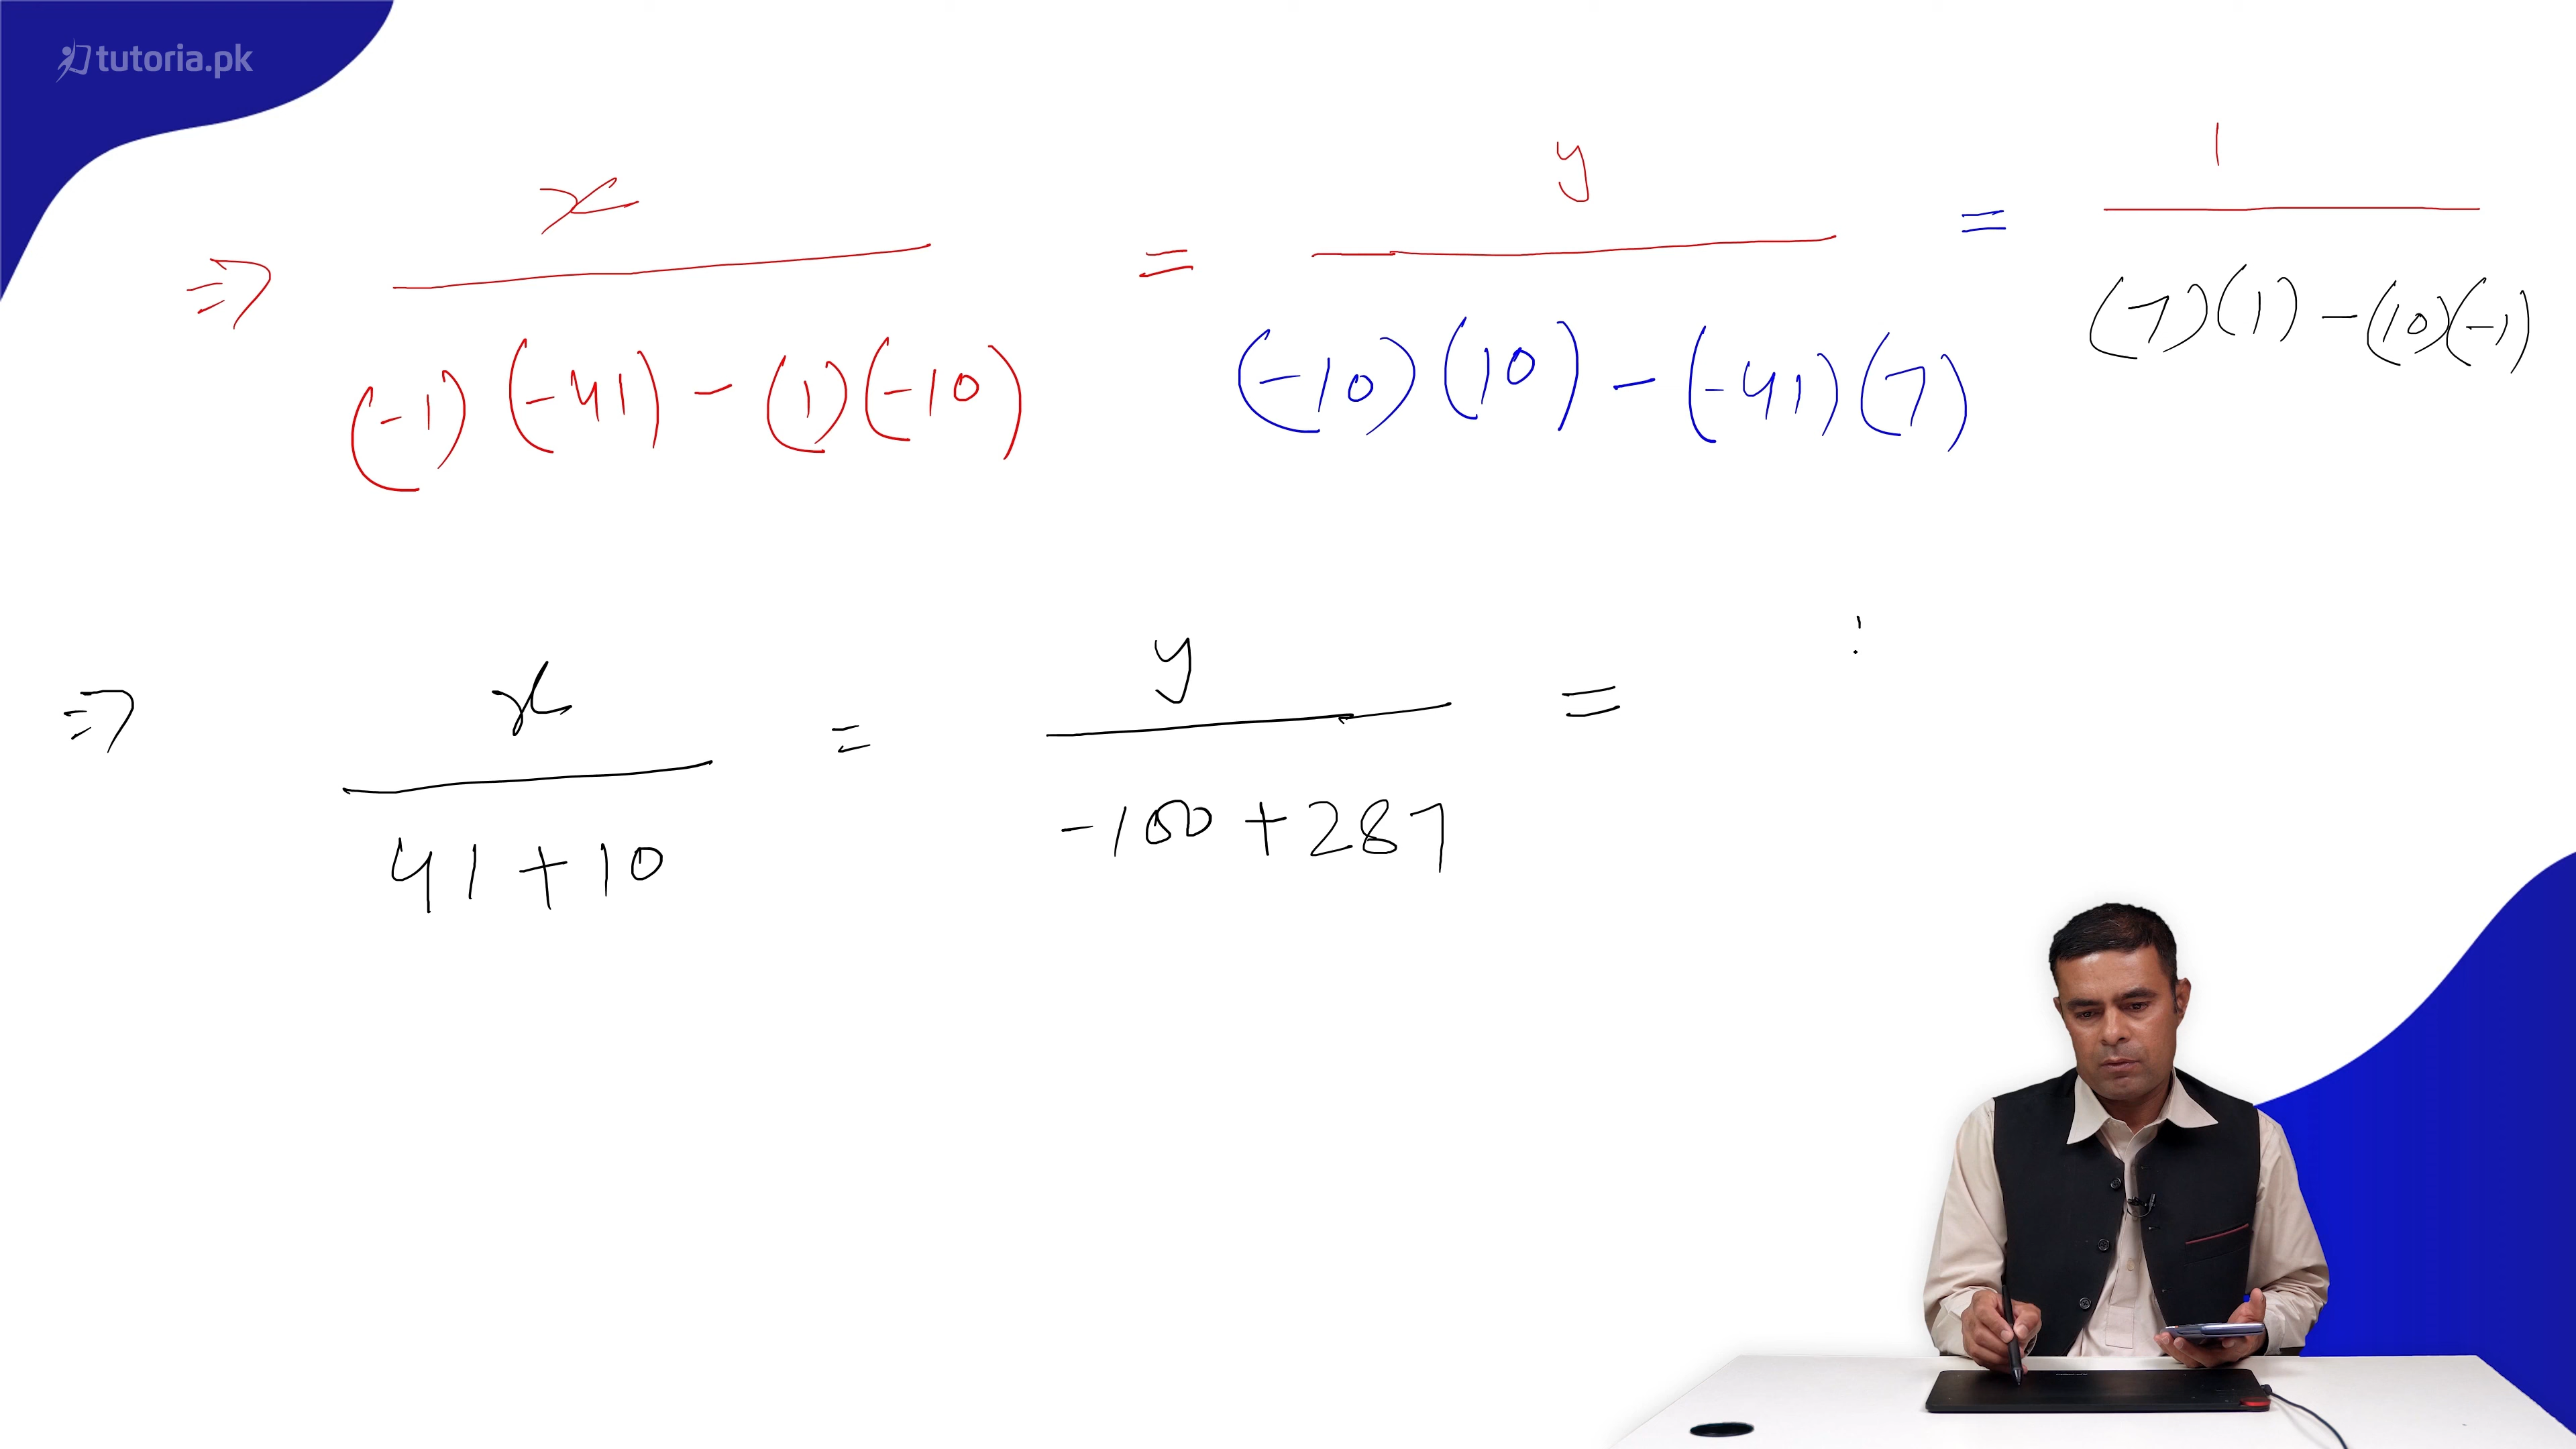 tutoria.pk
⇒ x / (-1)(-41) - (1)(-10) = y / (-10)(10) - (-41)(7) = 1 / (7)(1) - (10)(-1)
⇒ x / 41 + 10 = y / -100 + 287 =